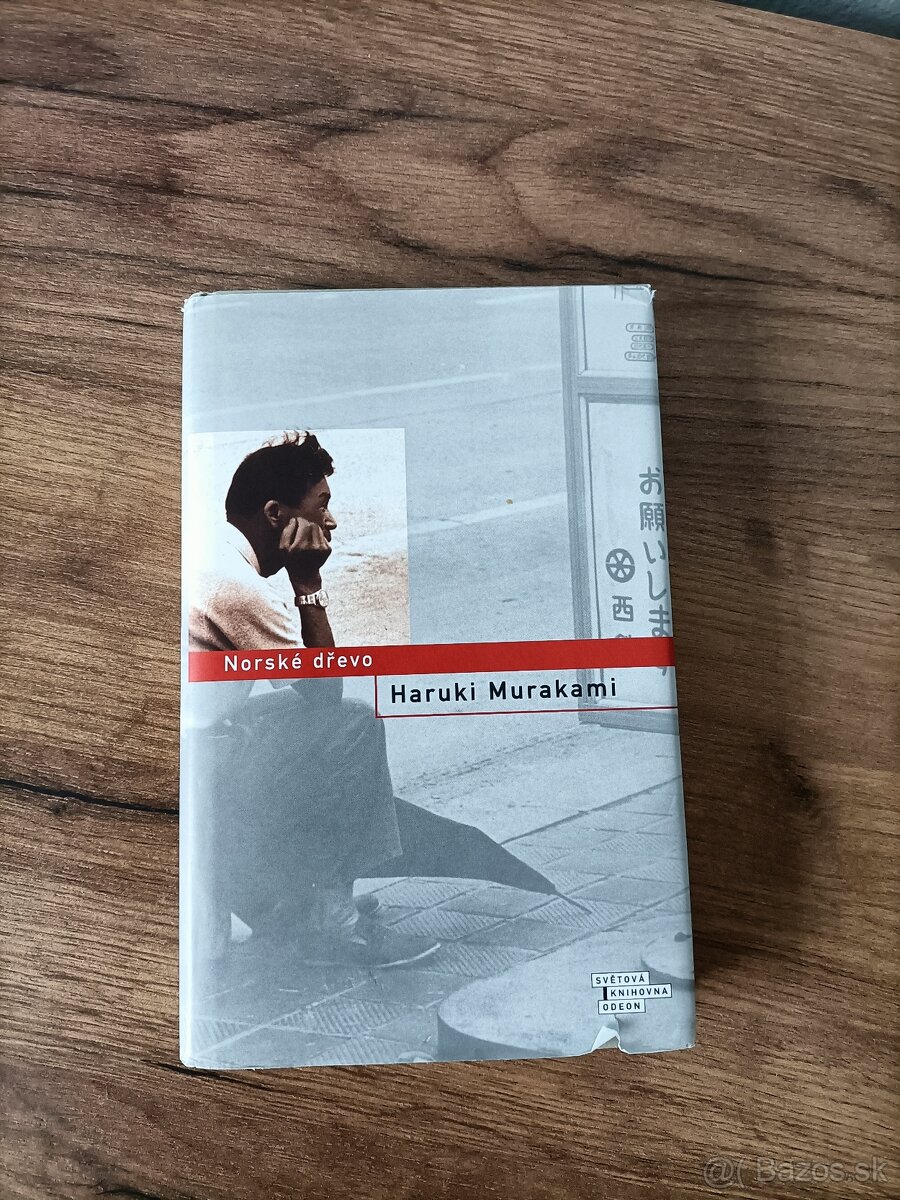 お願いします
西
Norské dřevo
Haruki Murakami
SVĚTOVÁ
KNIHOVNA
ODEON
@( Bazos.sk